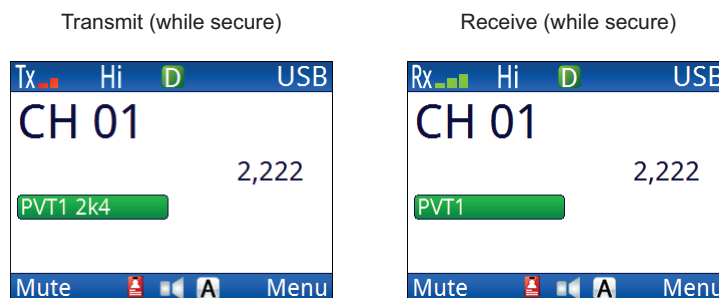 Transmit (while secure)
Tx Hi D USB
CH 01
2,222
PVT1 2k4
Mute A Menu
Receive (while secure)
Rx Hi D USB
CH 01
2,222
PVT1
Mute A Menu